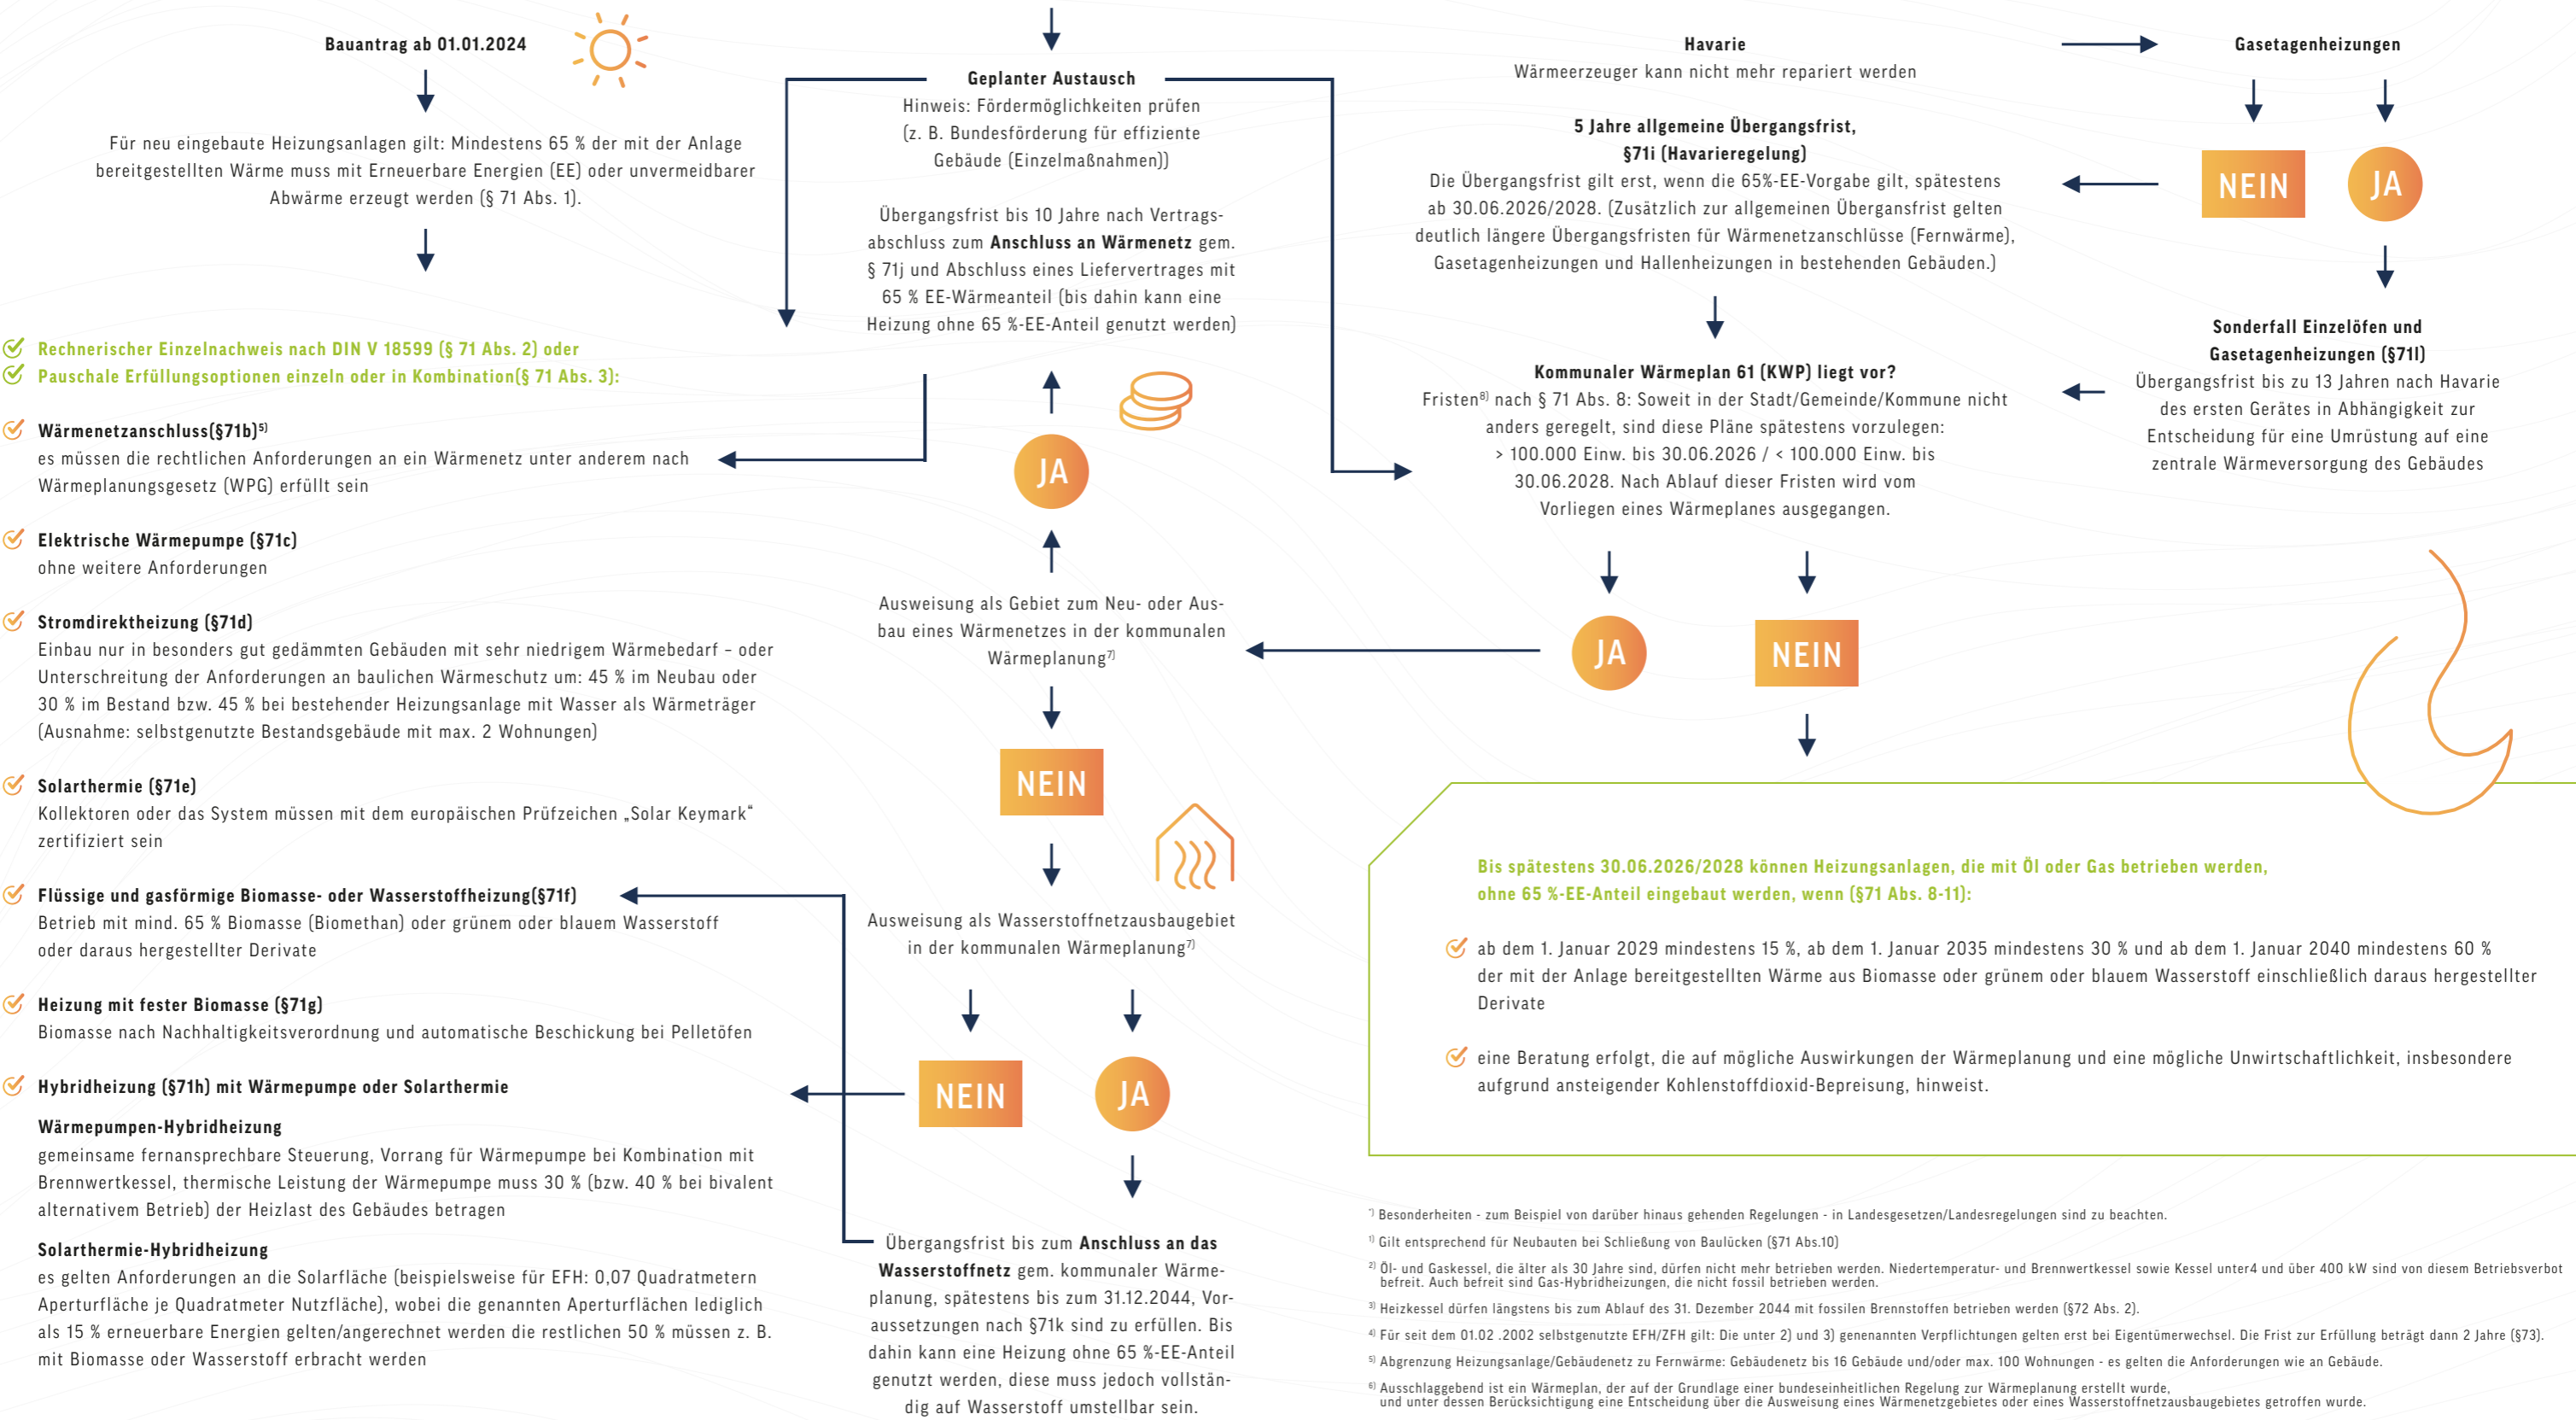 Bauantrag ab 01.01.2024
Für neu eingebaute Heizungsanlagen gilt: Mindestens 65 % der mit der Anlage
bereitgestellten Wärme muss mit Erneuerbare Energien (EE) oder unvermeidbarer
Abwärme erzeugt werden (§ 71 Abs. 1).
Rechnerischer Einzelnachweis nach DIN V 18599 (§ 71 Abs. 2) oder
Pauschale Erfüllungsoptionen einzeln oder in Kombination(§ 71 Abs. 3):
Wärmenetzanschluss(§71b)⁵⁾
es müssen die rechtlichen Anforderungen an ein Wärmenetz unter anderem nach
Wärmeplanungsgesetz (WPG) erfüllt sein
Elektrische Wärmepumpe (§71c)
ohne weitere Anforderungen
Stromdirektheizung (§71d)
Einbau nur in besonders gut gedämmten Gebäuden mit sehr niedrigem Wärmebedarf – oder
Unterschreitung der Anforderungen an baulichen Wärmeschutz um: 45 % im Neubau oder
30 % im Bestand bzw. 45 % bei bestehender Heizungsanlage mit Wasser als Wärmeträger
(Ausnahme: selbstgenutzte Bestandsgebäude mit max. 2 Wohnungen)
Solarthermie (§71e)
Kollektoren oder das System müssen mit dem europäischen Prüfzeichen „Solar Keymark“
zertifiziert sein
Flüssige und gasförmige Biomasse- oder Wasserstoffheizung(§71f)
Betrieb mit mind. 65 % Biomasse (Biomethan) oder grünem oder blauem Wasserstoff
oder daraus hergestellter Derivate
Heizung mit fester Biomasse (§71g)
Biomasse nach Nachhaltigkeitsverordnung und automatische Beschickung bei Pelletöfen
Hybridheizung (§71h) mit Wärmepumpe oder Solarthermie
Wärmepumpen-Hybridheizung
gemeinsame fernansprechbare Steuerung, Vorrang für Wärmepumpe bei Kombination mit
Brennwertkessel, thermische Leistung der Wärmepumpe muss 30 % (bzw. 40 % bei bivalent
alternativem Betrieb) der Heizlast des Gebäudes betragen
Solarthermie-Hybridheizung
es gelten Anforderungen an die Solarfläche (beispielsweise für EFH: 0,07 Quadratmetern
Aperturfläche je Quadratmeter Nutzfläche), wobei die genannten Aperturflächen lediglich
als 15 % erneuerbare Energien gelten/angerechnet werden die restlichen 50 % müssen z. B.
mit Biomasse oder Wasserstoff erbracht werden
Geplanter Austausch
Hinweis: Fördermöglichkeiten prüfen
(z. B. Bundesförderung für effiziente
Gebäude (Einzelmaßnahmen))
Übergangsfrist bis 10 Jahre nach Vertrags-
abschluss zum Anschluss an Wärmenetz gem.
§ 71j und Abschluss eines Liefervertrages mit
65 % EE-Wärmeanteil (bis dahin kann eine
Heizung ohne 65 %-EE-Anteil genutzt werden)
JA
Ausweisung als Gebiet zum Neu- oder Aus-
bau eines Wärmenetzes in der kommunalen
Wärmeplanung⁷⁾
NEIN
Ausweisung als Wasserstoffnetzausbaugebiet
in der kommunalen Wärmeplanung⁷⁾
NEIN
JA
Übergangsfrist bis zum Anschluss an das
Wasserstoffnetz gem. kommunaler Wärme-
planung, spätestens bis zum 31.12.2044, Vor-
aussetzungen nach §71k sind zu erfüllen. Bis
dahin kann eine Heizung ohne 65 %-EE-Anteil
genutzt werden, diese muss jedoch vollstän-
dig auf Wasserstoff umstellbar sein.
Havarie
Wärmeerzeuger kann nicht mehr repariert werden
5 Jahre allgemeine Übergangsfrist,
§71i (Havarieregelung)
Die Übergangsfrist gilt erst, wenn die 65%-EE-Vorgabe gilt, spätestens
ab 30.06.2026/2028. (Zusätzlich zur allgemeinen Übergansfrist gelten
deutlich längere Übergangsfristen für Wärmenetzanschlüsse (Fernwärme),
Gasetagenheizungen und Hallenheizungen in bestehenden Gebäuden.)
Kommunaler Wärmeplan 61 (KWP) liegt vor?
Fristen⁸⁾ nach § 71 Abs. 8: Soweit in der Stadt/Gemeinde/Kommune nicht
anders geregelt, sind diese Pläne spätestens vorzulegen:
> 100.000 Einw. bis 30.06.2026 / < 100.000 Einw. bis
30.06.2028. Nach Ablauf dieser Fristen wird vom
Vorliegen eines Wärmeplanes ausgegangen.
JA
NEIN
Gasetagenheizungen
NEIN
JA
Sonderfall Einzelöfen und
Gasetagenheizungen (§71l)
Übergangsfrist bis zu 13 Jahren nach Havarie
des ersten Gerätes in Abhängigkeit zur
Entscheidung für eine Umrüstung auf eine
zentrale Wärmeversorgung des Gebäudes
Bis spätestens 30.06.2026/2028 können Heizungsanlagen, die mit Öl oder Gas betrieben werden,
ohne 65 %-EE-Anteil eingebaut werden, wenn (§71 Abs. 8-11):
ab dem 1. Januar 2029 mindestens 15 %, ab dem 1. Januar 2035 mindestens 30 % und ab dem 1. Januar 2040 mindestens 60 %
der mit der Anlage bereitgestellten Wärme aus Biomasse oder grünem oder blauem Wasserstoff einschließlich daraus hergestellter
Derivate
eine Beratung erfolgt, die auf mögliche Auswirkungen der Wärmeplanung und eine mögliche Unwirtschaftlichkeit, insbesondere
aufgrund ansteigender Kohlenstoffdioxid-Bepreisung, hinweist.
*⁾ Besonderheiten - zum Beispiel von darüber hinaus gehenden Regelungen - in Landesgesetzen/Landesregelungen sind zu beachten.
¹⁾ Gilt entsprechend für Neubauten bei Schließung von Baulücken (§71 Abs.10)
²⁾ Öl- und Gaskessel, die älter als 30 Jahre sind, dürfen nicht mehr betrieben werden. Niedertemperatur- und Brennwertkessel sowie Kessel unter4 und über 400 kW sind von diesem Betriebsverbot
befreit. Auch befreit sind Gas-Hybridheizungen, die nicht fossil betrieben werden.
³⁾ Heizkessel dürfen längstens bis zum Ablauf des 31. Dezember 2044 mit fossilen Brennstoffen betrieben werden (§72 Abs. 2).
⁴⁾ Für seit dem 01.02 .2002 selbstgenutzte EFH/ZFH gilt: Die unter 2) und 3) genenannten Verpflichtungen gelten erst bei Eigentümerwechsel. Die Frist zur Erfüllung beträgt dann 2 Jahre (§73).
⁵⁾ Abgrenzung Heizungsanlage/Gebäudenetz zu Fernwärme: Gebäudenetz bis 16 Gebäude und/oder max. 100 Wohnungen - es gelten die Anforderungen wie an Gebäude.
⁶⁾ Ausschlaggebend ist ein Wärmeplan, der auf der Grundlage einer bundeseinheitlichen Regelung zur Wärmeplanung erstellt wurde,
und unter dessen Berücksichtigung eine Entscheidung über die Ausweisung eines Wärmenetzgebietes oder eines Wasserstoffnetzausbaugebietes getroffen wurde.